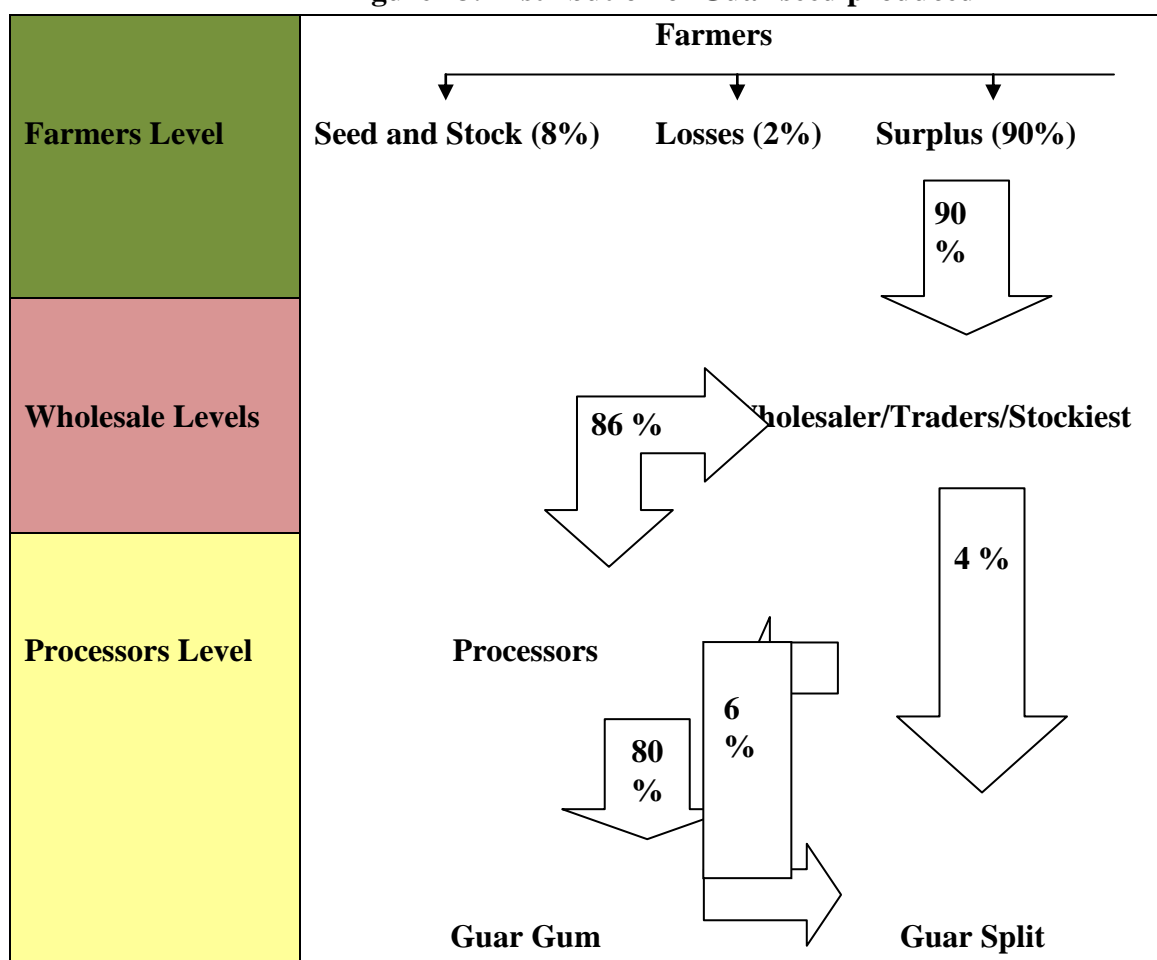 Farmers
Farmers Level
Seed and Stock (8%) Losses (2%) Surplus (90%)
90
%
Wholesale Levels
86 %
holesaler/Traders/Stockiest
4 %
Processors Level
Processors
6
%
80
%
Guar Gum
Guar Split